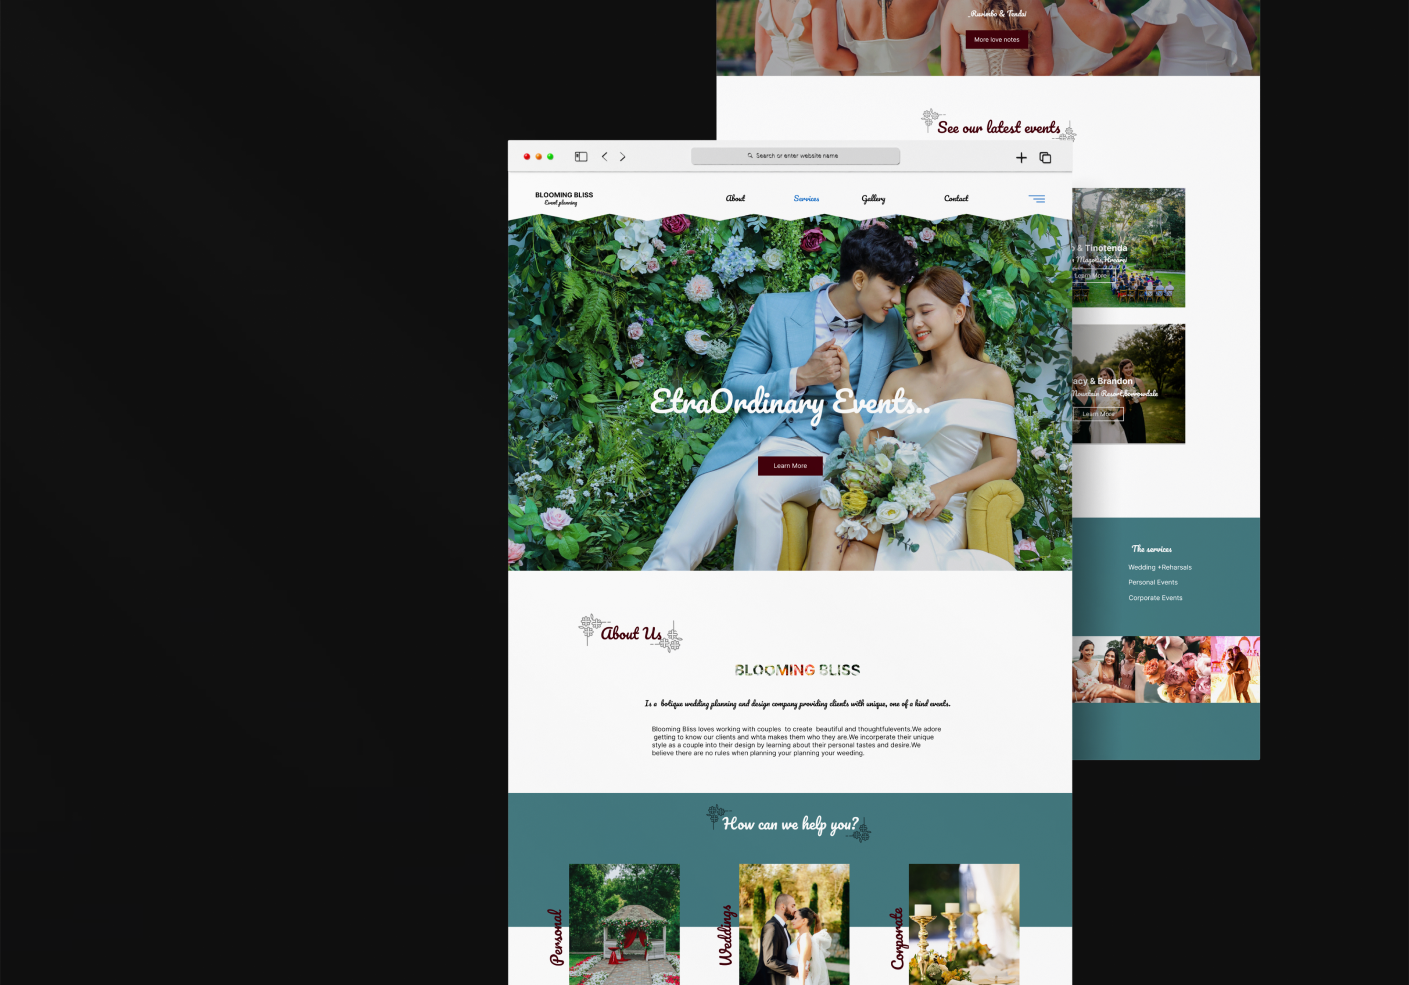 Ruvimbo & Tendai
More love notes
See our latest events
Search or enter website name
BLOOMING BLISS
Event planning
About
Services
Gallery
Contact
& Tinotenda
Learn More
acy & Brandon
Mountain Resort,borrowdale
Learn More
EtraOrdinary Events..
Learn More
The services
Wedding +Reharsals
Personal Events
Corporate Events
About Us
BLOOMING BLISS
Is a botique wedding planning and design company providing clients with unique, one of a kind events.
Blooming Bliss loves working with couples to create beautiful and thoughtfulevents.We adore
getting to know our clients and whta makes them who they are.We incorperate their unique
style as a couple into their design by learning about their personal tastes and desire.We
believe there are no rules when planning your planning your weeding.
How can we help you?
Personal
Weddings
Corporate